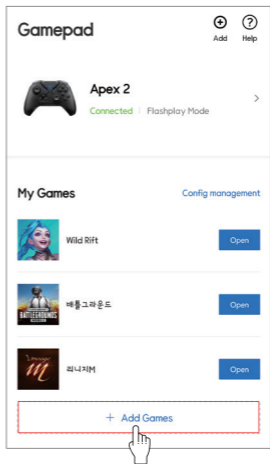 Gamepad
Add
Help
Apex 2
Connected | Flashplay Mode
My Games
Config management
Wild Rift
Open
BATTLEGROUNDS
배틀그라운드
Open
m
리니지M
Open
+ Add Games